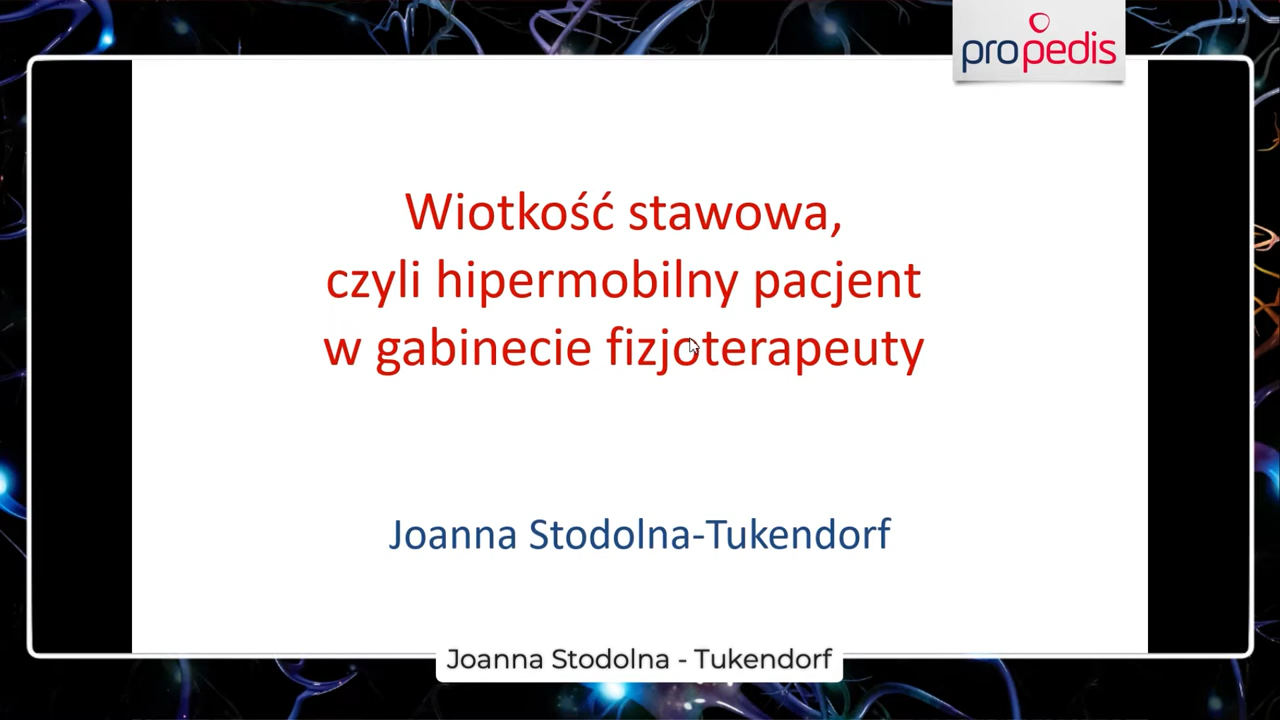 propedis
Wiotkość stawowa,
czyli hipermobilny pacjent
w gabinecie fizjoterapeuty
Joanna Stodolna-Tukendorf
Joanna Stodolna - Tukendorf